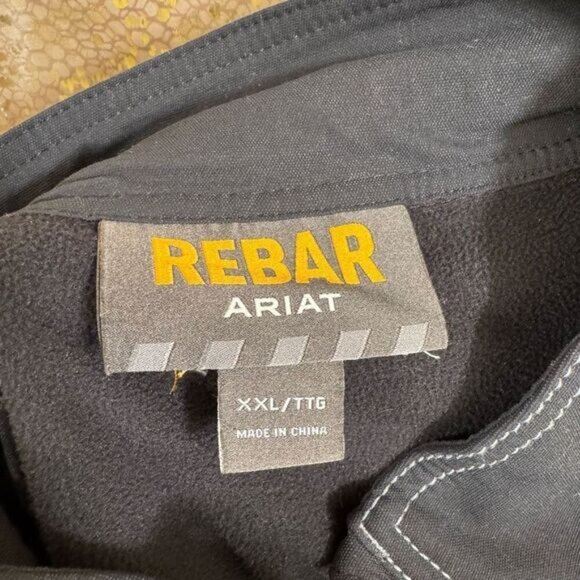 REBAR
ARIAT
XXL/TTG
MADE IN CHINA